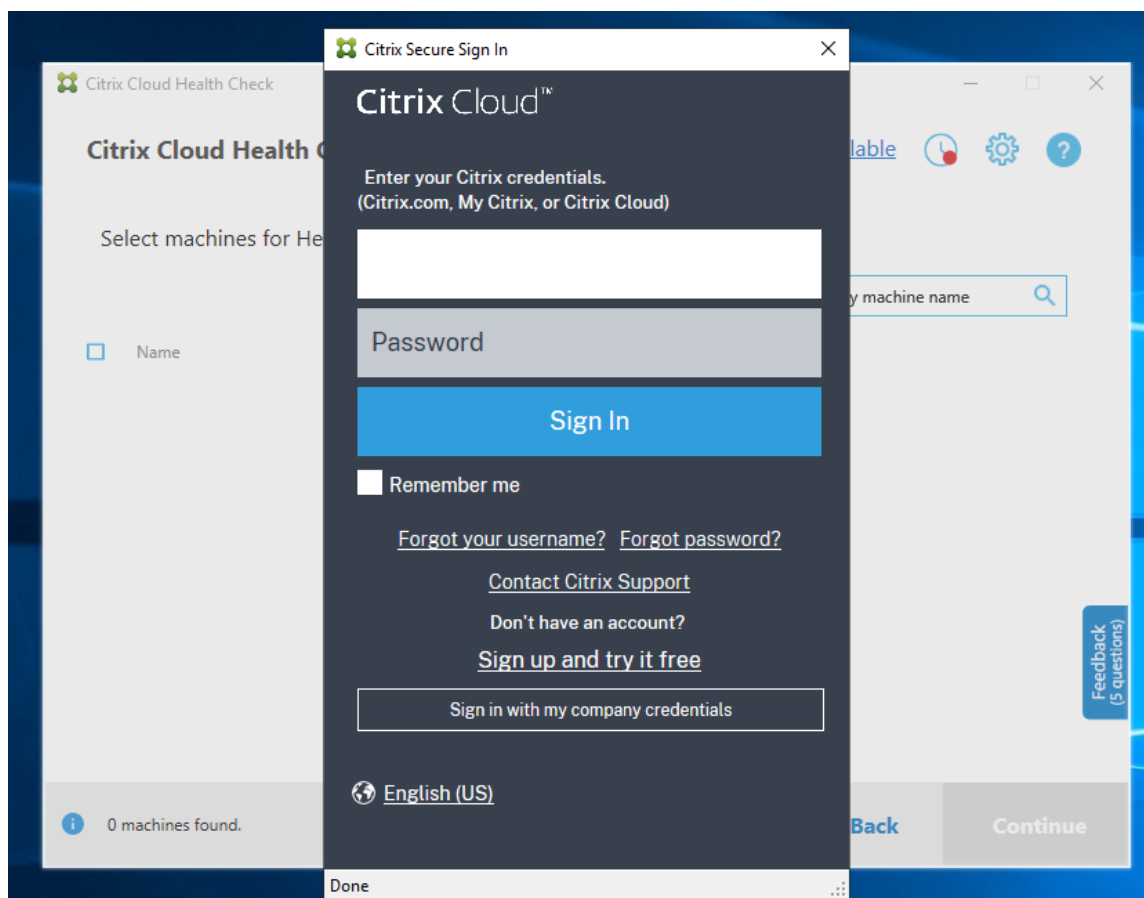 Citrix Secure Sign In
Citrix Cloud Health Check
Citrix Cloud™
Citrix Cloud Health
lable
?
Enter your Citrix credentials.
(Citrix.com, My Citrix, or Citrix Cloud)
Select machines for He
y machine name
Password
Name
Sign In
Remember me
Forgot your username? Forgot password?
Contact Citrix Support
Don't have an account?
Sign up and try it free
Feedback
(5 questions)
Sign in with my company credentials
English (US)
i 0 machines found.
Back
Continue
Done